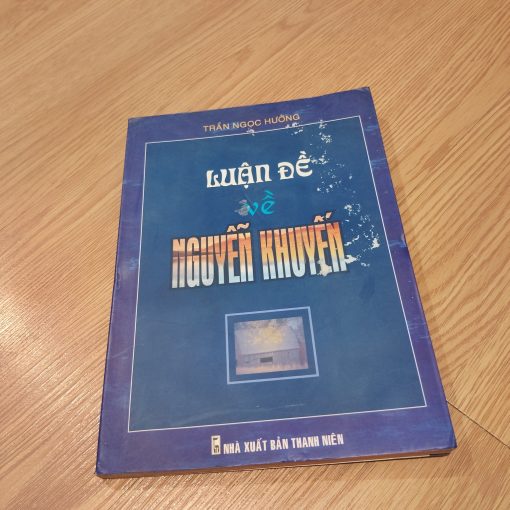 TRẦN NGỌC HƯỞNG
LUẬN ĐỀ
về
NGUYỄN KHUYẾN
NHÀ XUẤT BẢN THANH NIÊN